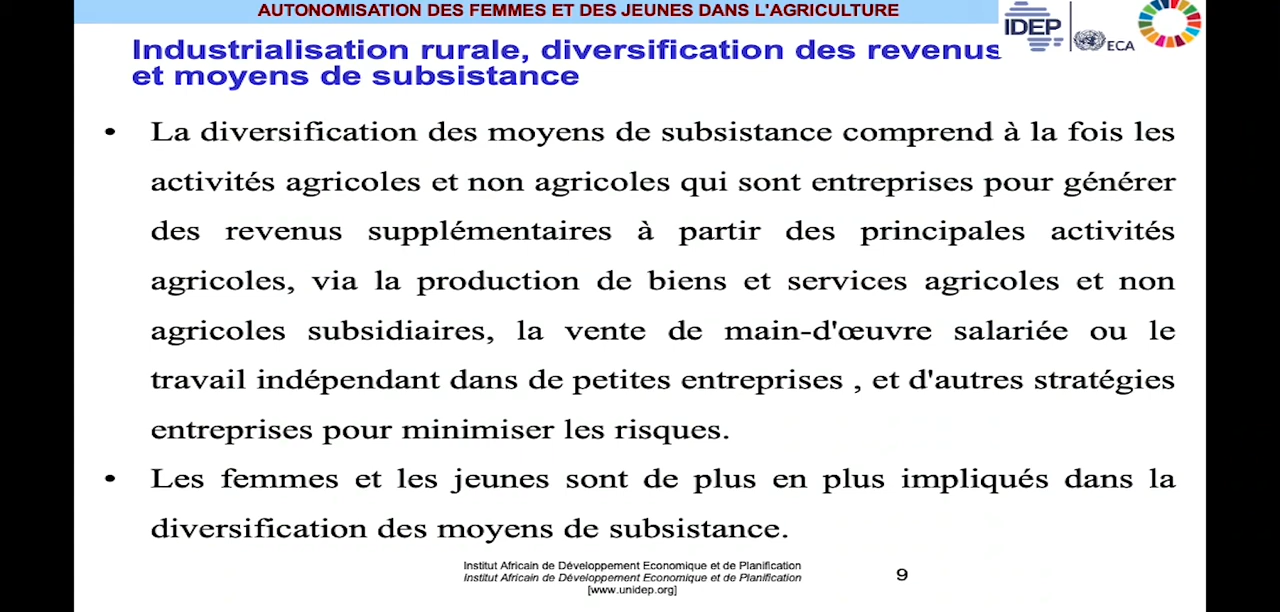 AUTONOMISATION DES FEMMES ET DES JEUNES DANS L'AGRICULTURE
IDEP
ECA
Industrialisation rurale, diversification des revenus
et moyens de subsistance
• La diversification des moyens de subsistance comprend à la fois les
activités agricoles et non agricoles qui sont entreprises pour générer
des revenus supplémentaires à partir des principales activités
agricoles, via la production de biens et services agricoles et non
agricoles subsidiaires, la vente de main-d'œuvre salariée ou le
travail indépendant dans de petites entreprises , et d'autres stratégies
entreprises pour minimiser les risques.
• Les femmes et les jeunes sont de plus en plus impliqués dans la
diversification des moyens de subsistance.
Institut Africain de Développement Economique et de Planification
Institut Africain de Développement Economique et de Planification
[www.unidep.org]
9